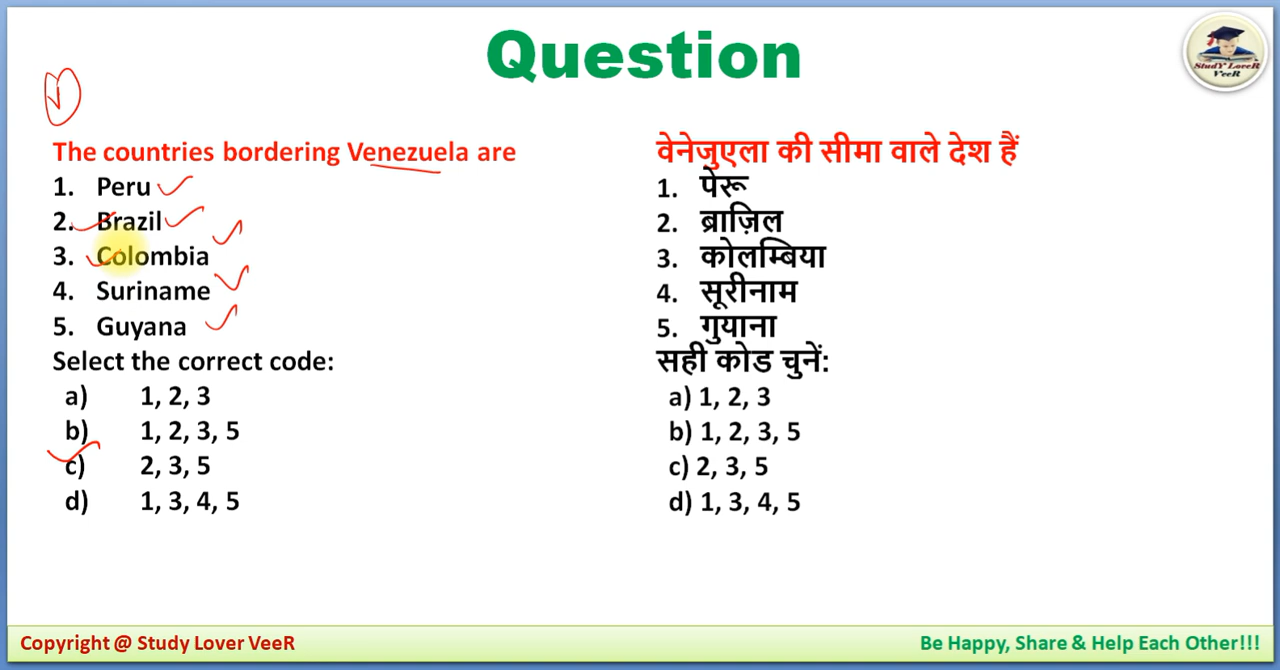 Question
StudY LoveR
VeeR
The countries bordering Venezuela are
1. Peru
2. Brazil
3. Colombia
4. Suriname
5. Guyana
Select the correct code:
a) 1, 2, 3
b) 1, 2, 3, 5
c) 2, 3, 5
d) 1, 3, 4, 5
वेनेजुएला की सीमा वाले देश हैं
1. पेरू
2. ब्राज़िल
3. कोलम्बिया
4. सूरीनाम
5. गुयाना
सही कोड चुनें:
a) 1, 2, 3
b) 1, 2, 3, 5
c) 2, 3, 5
d) 1, 3, 4, 5
Copyright @ Study Lover VeeR
Be Happy, Share & Help Each Other!!!